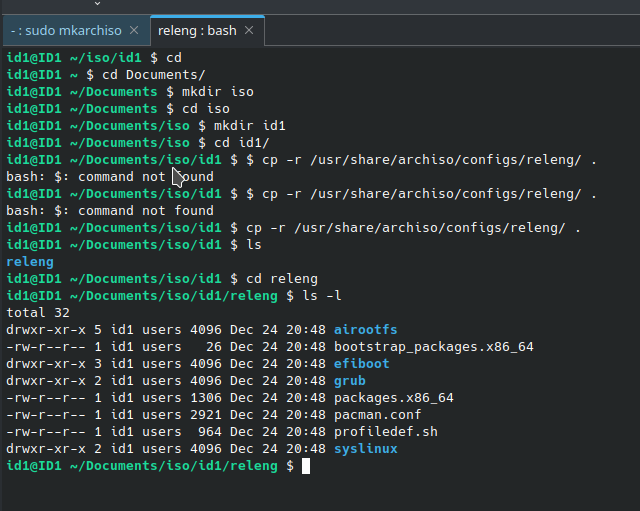 - : sudo mkarchiso
releng : bash
id1@ID1 ~/iso/id1 $ cd
id1@ID1 ~ $ cd Documents/
id1@ID1 ~/Documents $ mkdir iso
id1@ID1 ~/Documents $ cd iso
id1@ID1 ~/Documents/iso $ mkdir id1
id1@ID1 ~/Documents/iso $ cd id1/
id1@ID1 ~/Documents/iso/id1 $ $ cp -r /usr/share/archiso/configs/releng/ .
bash: $: command not found
id1@ID1 ~/Documents/iso/id1 $ $ cp -r /usr/share/archiso/configs/releng/ .
bash: $: command not found
id1@ID1 ~/Documents/iso/id1 $ cp -r /usr/share/archiso/configs/releng/ .
id1@ID1 ~/Documents/iso/id1 $ ls
releng
id1@ID1 ~/Documents/iso/id1 $ cd releng
id1@ID1 ~/Documents/iso/id1/releng $ ls -l
total 32
drwxr-xr-x 5 id1 users 4096 Dec 24 20:48 airootfs
-rw-r--r-- 1 id1 users   26 Dec 24 20:48 bootstrap_packages.x86_64
drwxr-xr-x 3 id1 users 4096 Dec 24 20:48 efiboot
drwxr-xr-x 2 id1 users 4096 Dec 24 20:48 grub
-rw-r--r-- 1 id1 users 1306 Dec 24 20:48 packages.x86_64
-rw-r--r-- 1 id1 users 2921 Dec 24 20:48 pacman.conf
-rw-r--r-- 1 id1 users  964 Dec 24 20:48 profiledef.sh
drwxr-xr-x 2 id1 users 4096 Dec 24 20:48 syslinux
id1@ID1 ~/Documents/iso/id1/releng $